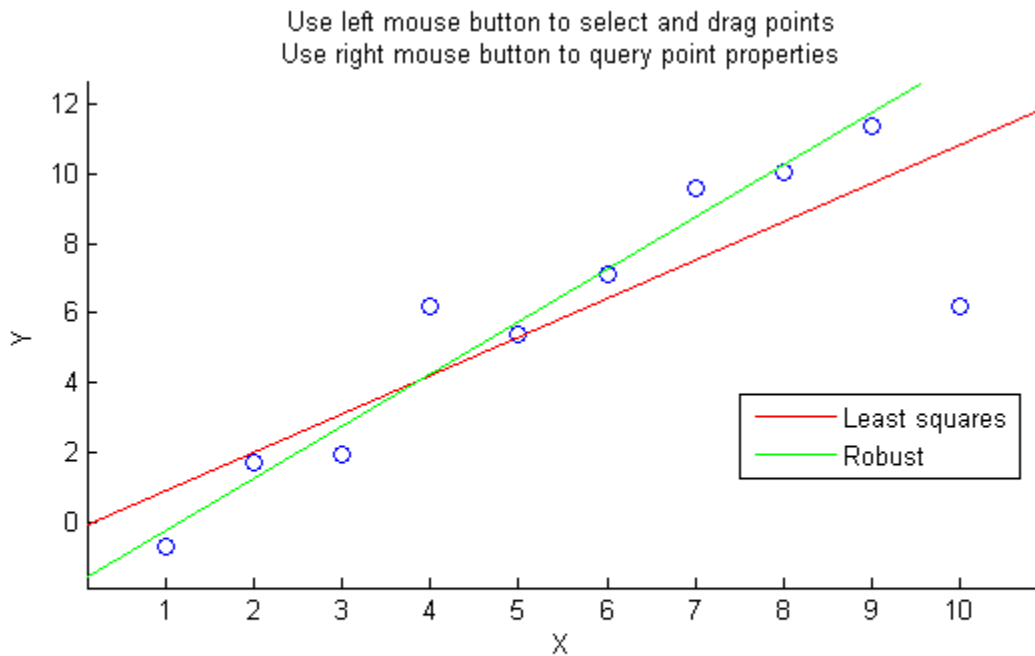 Use left mouse button to select and drag points
Use right mouse button to query point properties
12
10
8
6
4
2
0
Y
Least squares
Robust
1 2 3 4 5 6 7 8 9 10
X